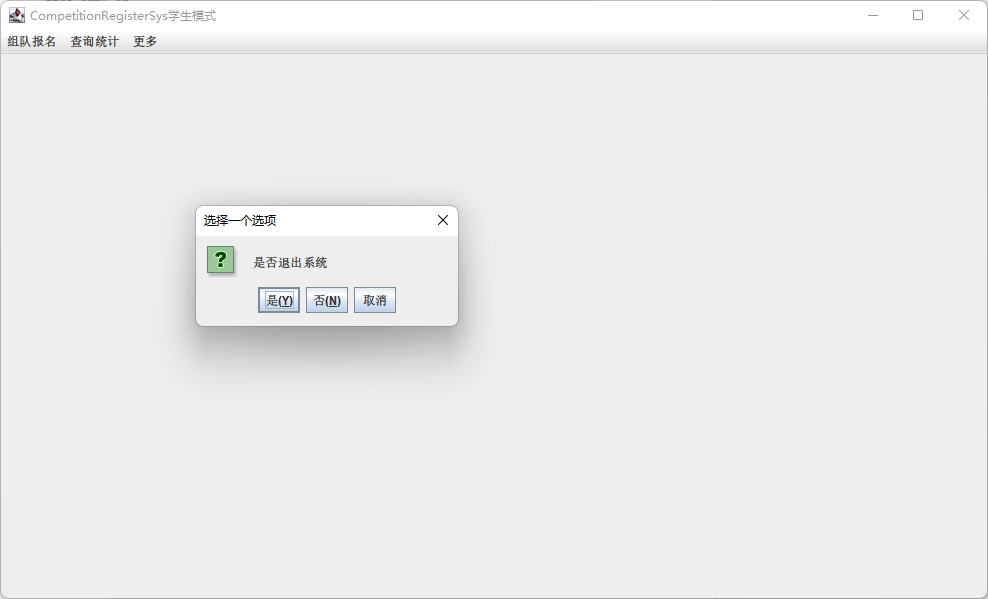 CompetitionRegisterSys学生模式
组队报名 查询统计 更多
选择一个选项
是否退出系统
是(Y) 否(N) 取消